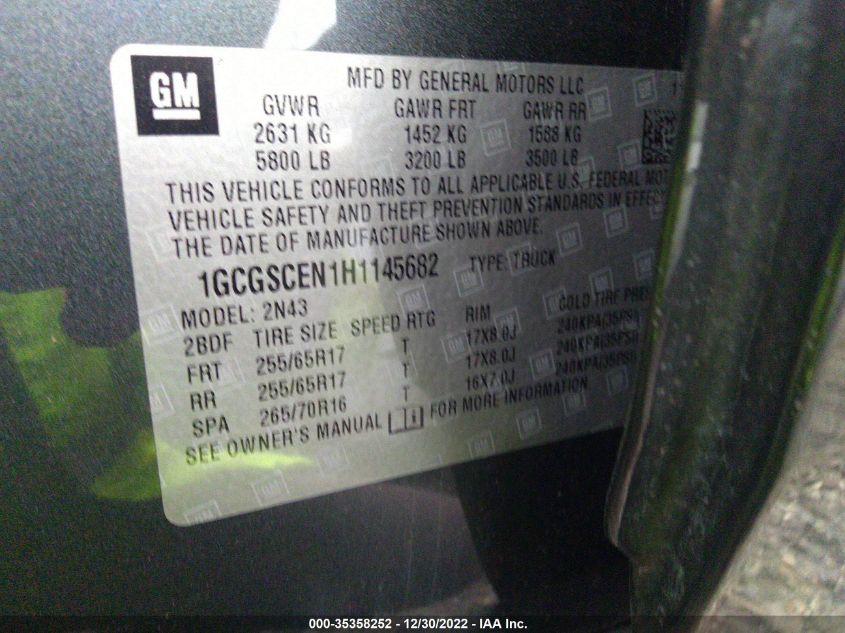 GM
MFD BY GENERAL MOTORS LLC
GVWR GAWR FRT GAWR RR
2631 KG 1452 KG 1588 KG
5800 LB 3200 LB 3500 LB
THIS VEHICLE CONFORMS TO ALL APPLICABLE U.S. FEDERAL MOT
VEHICLE SAFETY AND THEFT PREVENTION STANDARDS IN EFFEC
THE DATE OF MANUFACTURE SHOWN ABOVE.
1GCGSCEN1H1145682 TYPE: TRUCK
MODEL: 2N43
2BDF TIRE SIZE SPEED RTG RIM COLD TIRE PRE
FRT 255/65R17 T 17X8.0J 240KPA(35PSI)
RR 255/65R17 T 17X8.0J 240KPA(35PSI)
SPA 265/70R16 T 16X7.0J 240KPA(35PSI)
SEE OWNER'S MANUAL FOR MORE INFORMATION
000-35358252 - 12/30/2022 - IAA Inc.